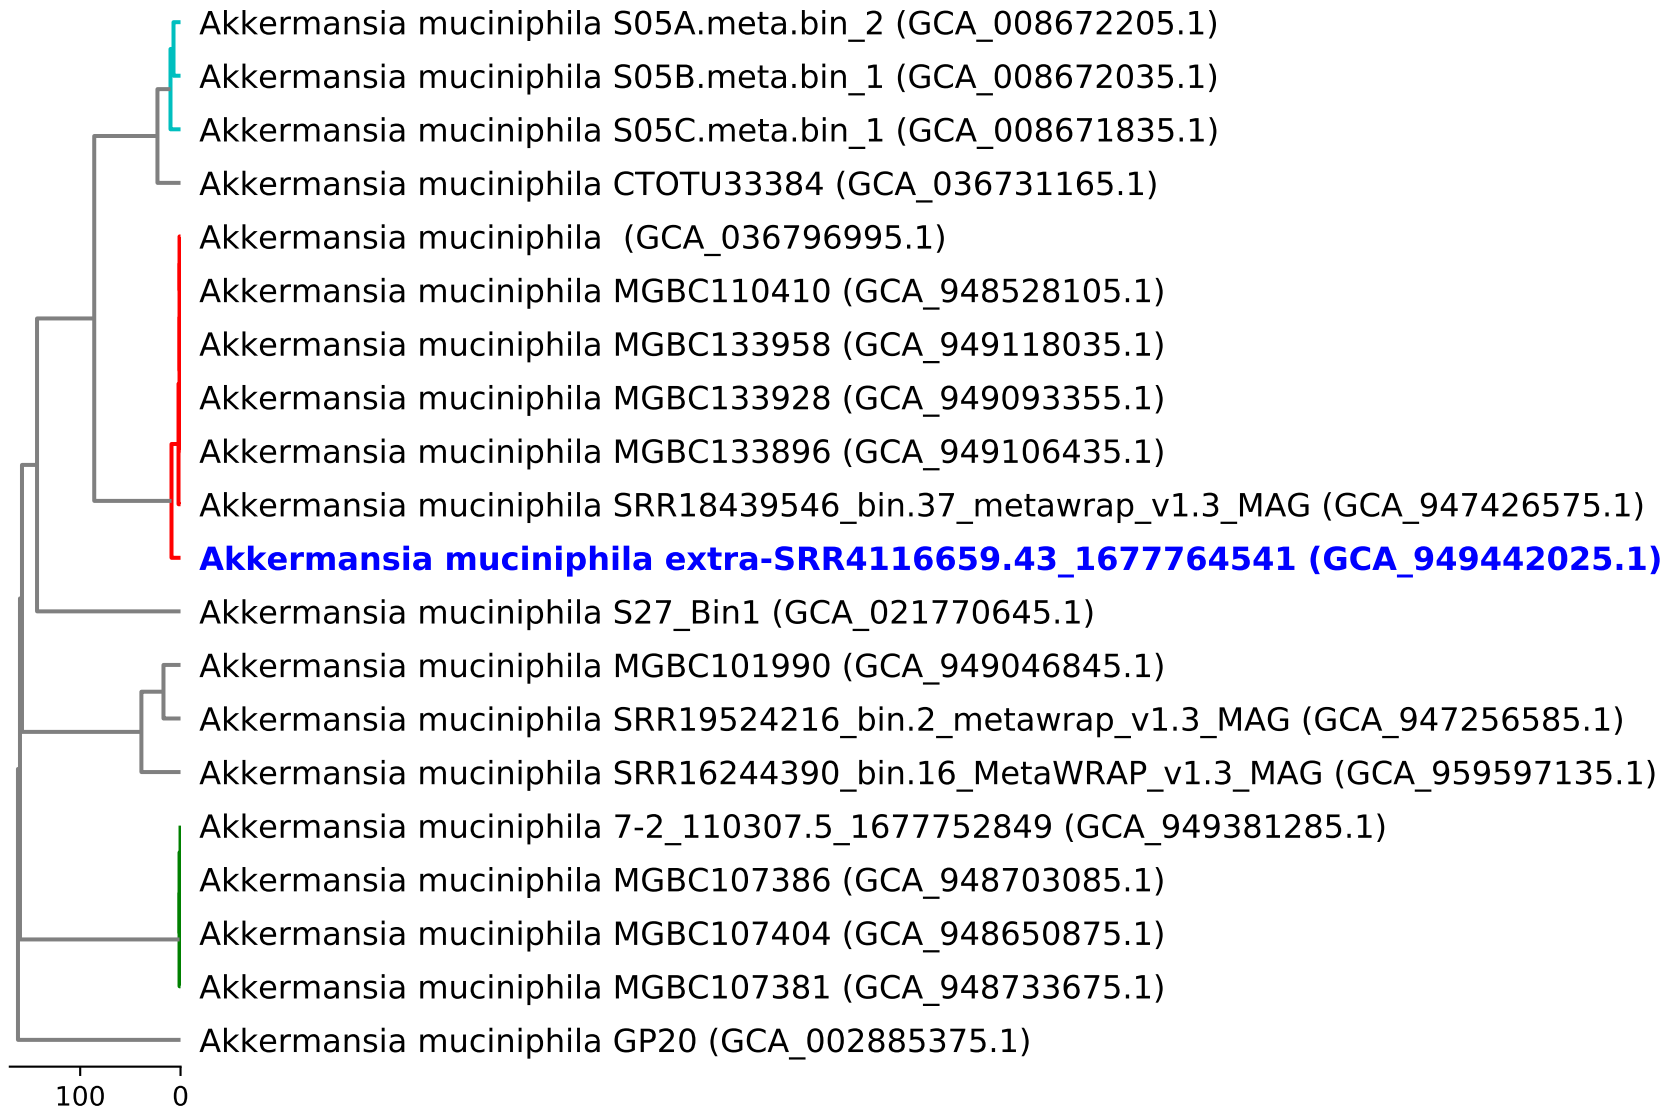 Akkermansia muciniphila S05A.meta.bin_2 (GCA_008672205.1)
Akkermansia muciniphila S05B.meta.bin_1 (GCA_008672035.1)
Akkermansia muciniphila S05C.meta.bin_1 (GCA_008671835.1)
Akkermansia muciniphila CTOTU33384 (GCA_036731165.1)
Akkermansia muciniphila  (GCA_036796995.1)
Akkermansia muciniphila MGBC110410 (GCA_948528105.1)
Akkermansia muciniphila MGBC133958 (GCA_949118035.1)
Akkermansia muciniphila MGBC133928 (GCA_949093355.1)
Akkermansia muciniphila MGBC133896 (GCA_949106435.1)
Akkermansia muciniphila SRR18439546_bin.37_metawrap_v1.3_MAG (GCA_947426575.1)
Akkermansia muciniphila extra-SRR4116659.43_1677764541 (GCA_949442025.1)
Akkermansia muciniphila S27_Bin1 (GCA_021770645.1)
Akkermansia muciniphila MGBC101990 (GCA_949046845.1)
Akkermansia muciniphila SRR19524216_bin.2_metawrap_v1.3_MAG (GCA_947256585.1)
Akkermansia muciniphila SRR16244390_bin.16_MetaWRAP_v1.3_MAG (GCA_959597135.1)
Akkermansia muciniphila 7-2_110307.5_1677752849 (GCA_949381285.1)
Akkermansia muciniphila MGBC107386 (GCA_948703085.1)
Akkermansia muciniphila MGBC107404 (GCA_948650875.1)
Akkermansia muciniphila MGBC107381 (GCA_948733675.1)
Akkermansia muciniphila GP20 (GCA_002885375.1)
100 0